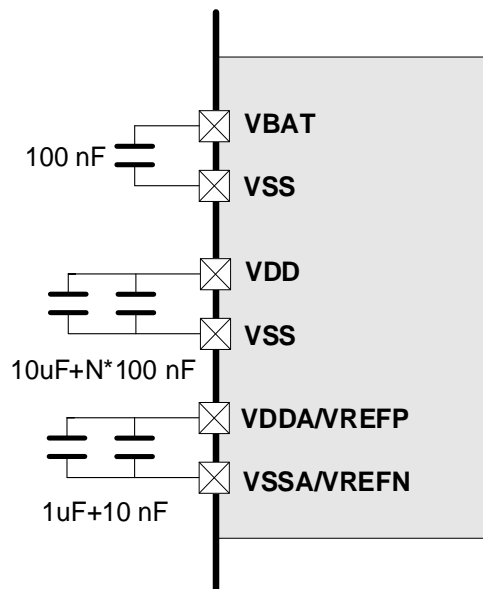 VBAT
100 nF
VSS
VDD
VSS
10uF+N*100 nF
VDDA/VREFP
VSSA/VREFN
1uF+10 nF